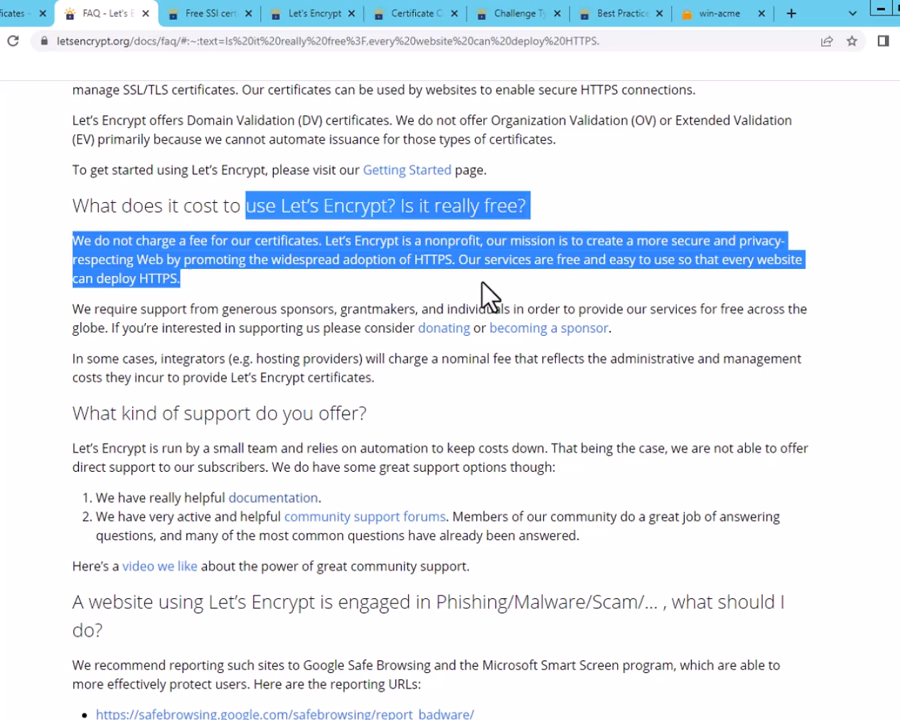 icates -
FAQ - Let's E
Free SSI cert
Let's Encrypt
Certificate C
Challenge Ty
Best Practice
win-acme
letsencrypt.org/docs/faq/#:~:text=Is%20it%20really%20free%3F,every%20website%20can%20deploy%20HTTPS.
manage SSL/TLS certificates. Our certificates can be used by websites to enable secure HTTPS connections.
Let's Encrypt offers Domain Validation (DV) certificates. We do not offer Organization Validation (OV) or Extended Validation
(EV) primarily because we cannot automate issuance for those types of certificates.
To get started using Let's Encrypt, please visit our Getting Started page.
What does it cost to use Let's Encrypt? Is it really free?
We do not charge a fee for our certificates. Let's Encrypt is a nonprofit, our mission is to create a more secure and privacy-
respecting Web by promoting the widespread adoption of HTTPS. Our services are free and easy to use so that every website
can deploy HTTPS.
We require support from generous sponsors, grantmakers, and individuals in order to provide our services for free across the
globe. If you're interested in supporting us please consider donating or becoming a sponsor.
In some cases, integrators (e.g. hosting providers) will charge a nominal fee that reflects the administrative and management
costs they incur to provide Let's Encrypt certificates.
What kind of support do you offer?
Let's Encrypt is run by a small team and relies on automation to keep costs down. That being the case, we are not able to offer
direct support to our subscribers. We do have some great support options though:
1. We have really helpful documentation.
2. We have very active and helpful community support forums. Members of our community do a great job of answering
questions, and many of the most common questions have already been answered.
Here's a video we like about the power of great community support.
A website using Let's Encrypt is engaged in Phishing/Malware/Scam/... , what should I
do?
We recommend reporting such sites to Google Safe Browsing and the Microsoft Smart Screen program, which are able to
more effectively protect users. Here are the reporting URLs:
• https://safebrowsing.google.com/safebrowsing/report_badware/